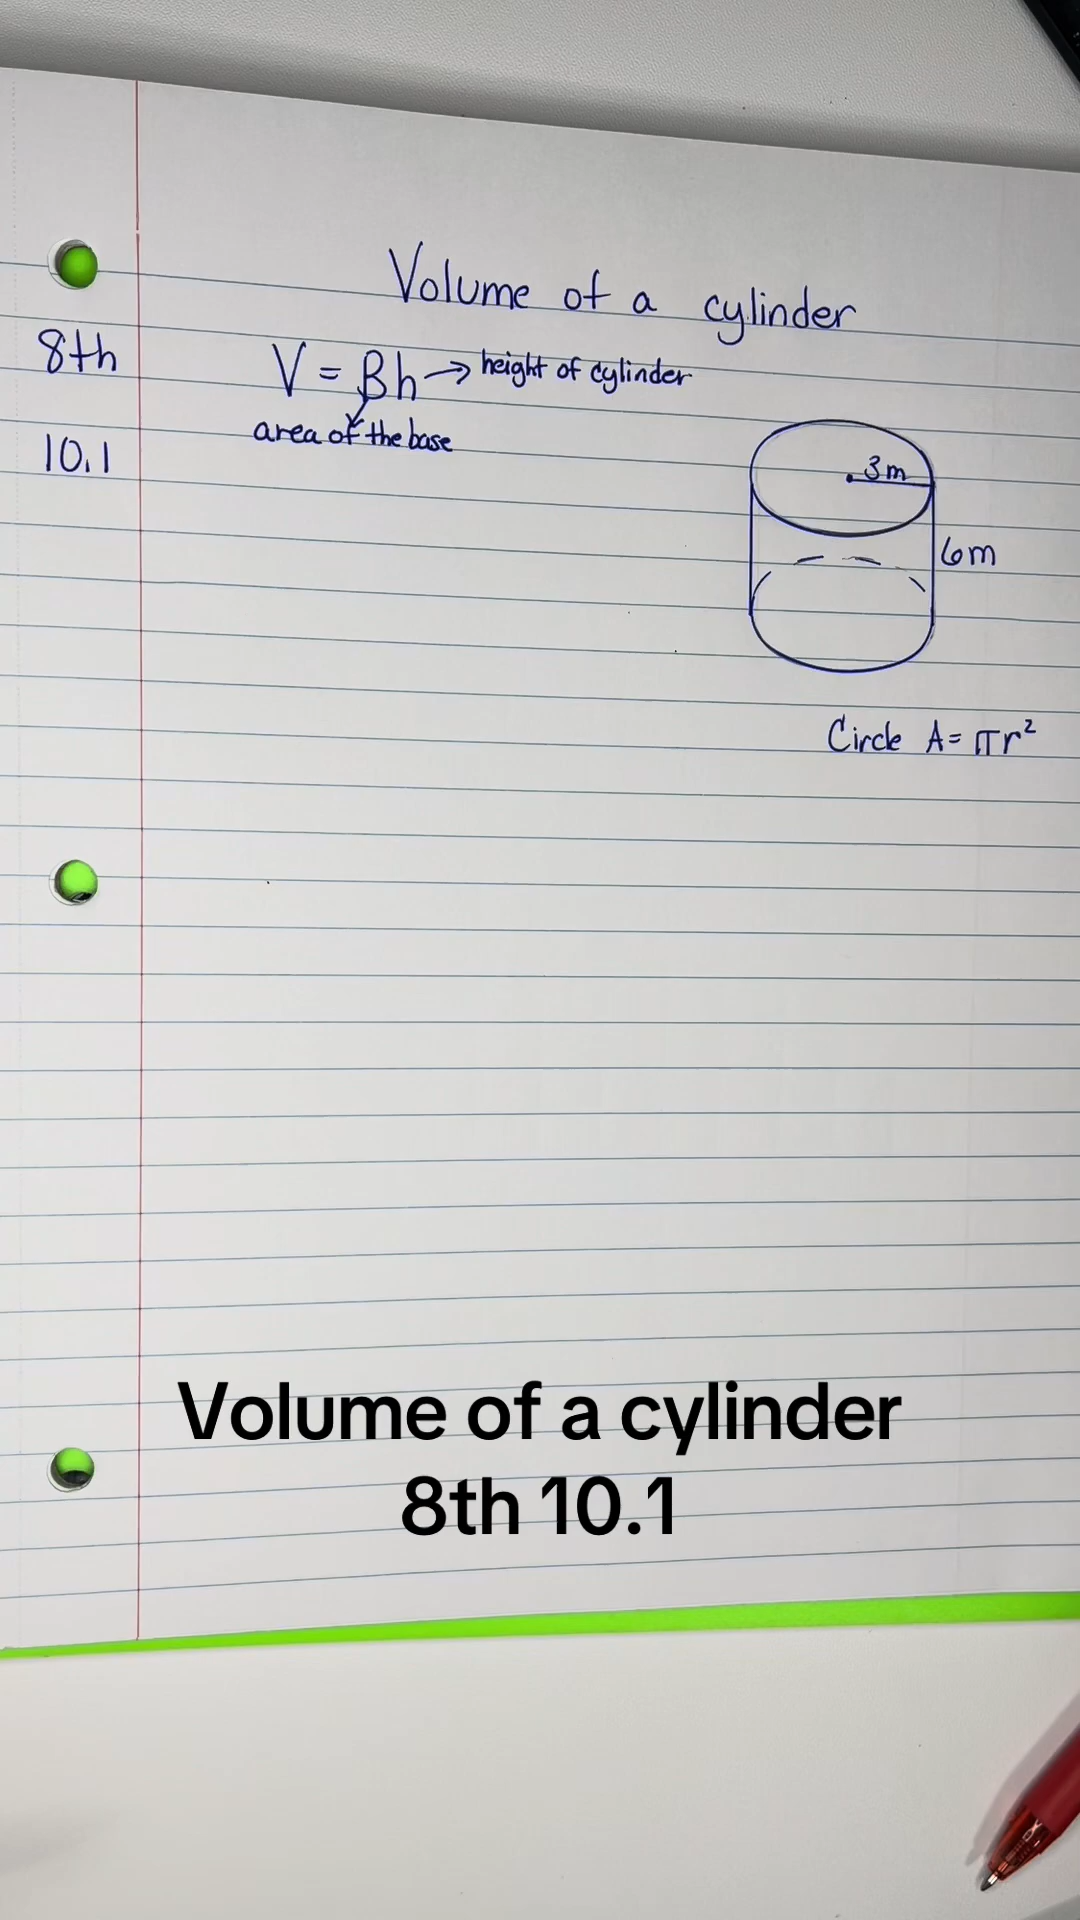 Volume of a cylinder
8th
V = Bh → height of cylinder
area of the base
10.1
3m
6m
Circle A = πr²
Volume of a cylinder
8th 10.1